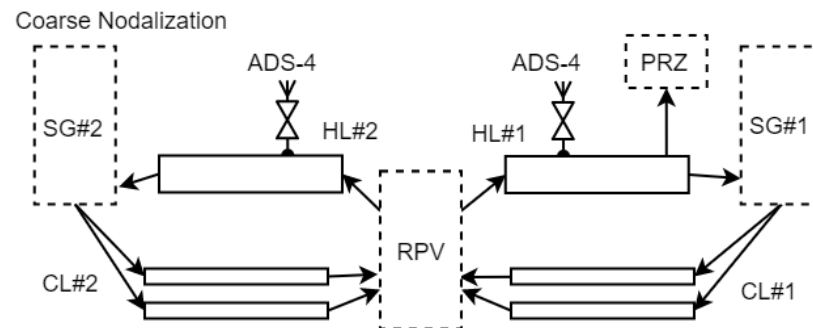 Coarse Nodalization
ADS-4
ADS-4
PRZ
SG#2
HL#2
HL#1
SG#1
RPV
CL#2
CL#1